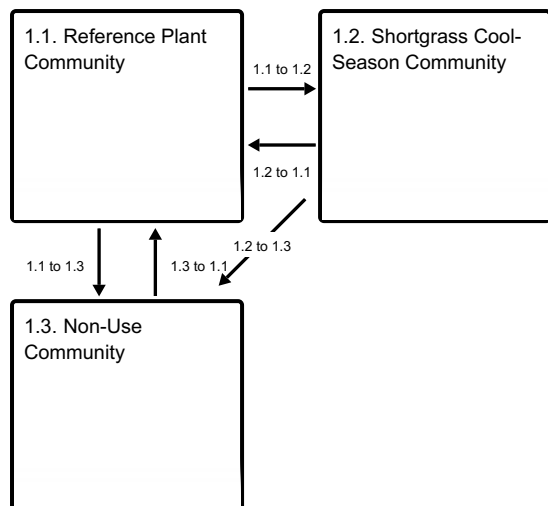 1.1. Reference Plant
Community
1.2. Shortgrass Cool-
Season Community
1.1 to 1.2
1.2 to 1.1
1.2 to 1.3
1.1 to 1.3
1.3 to 1.1
1.3. Non-Use
Community